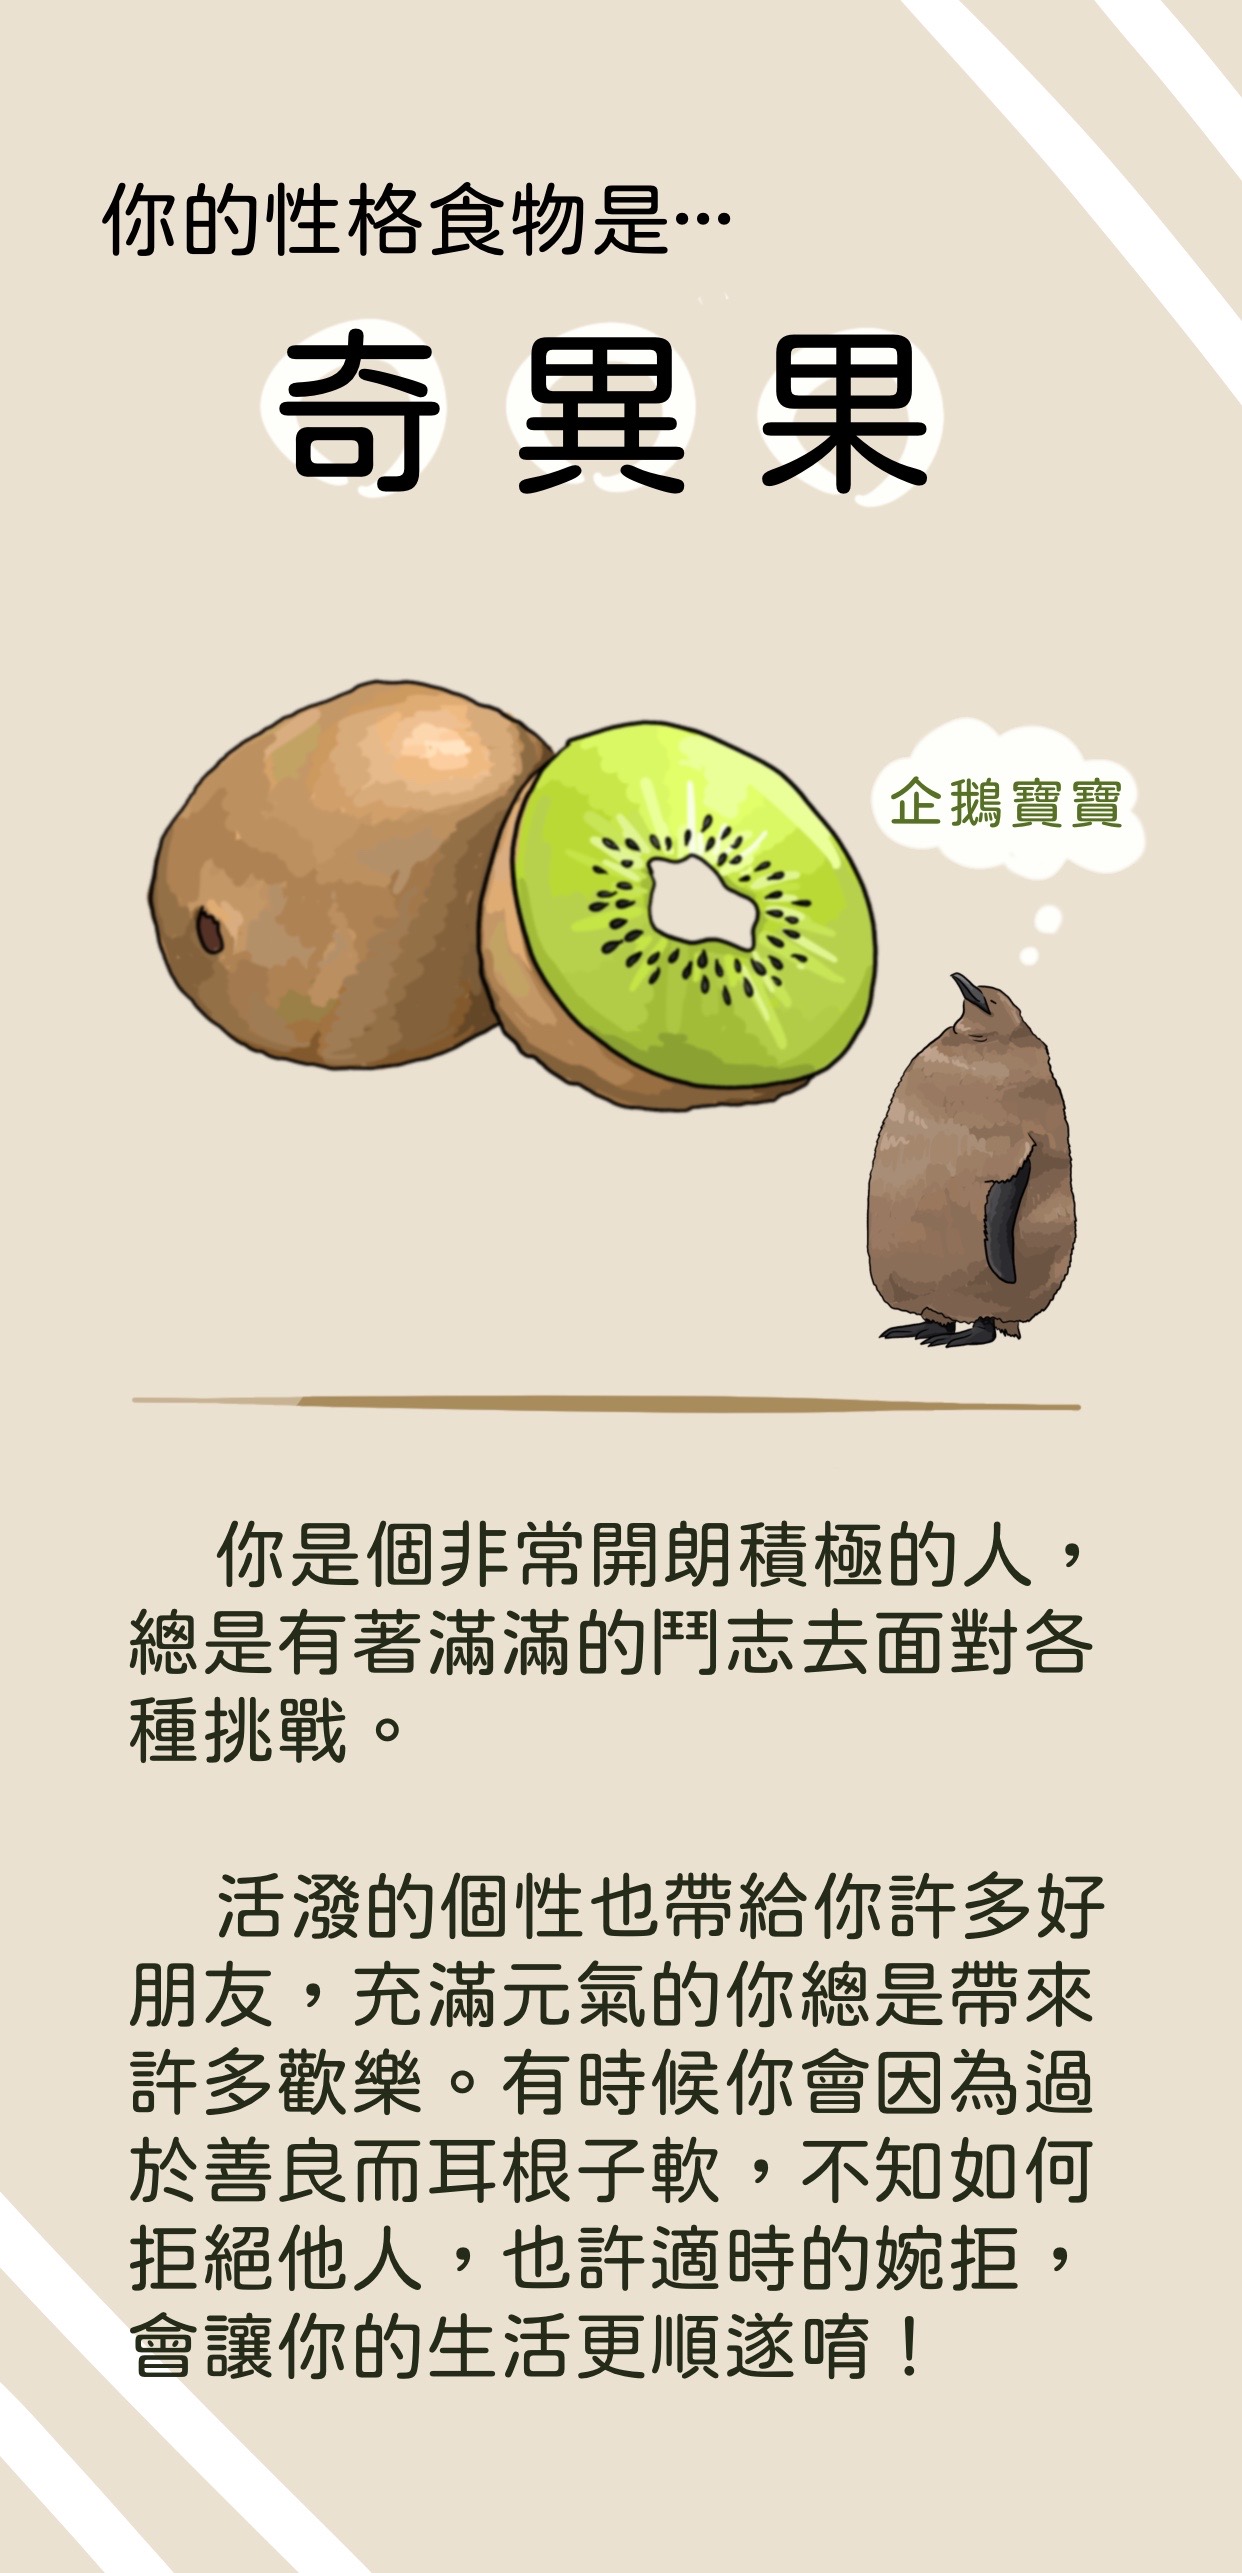 你的性格食物是…
奇異果
企鵝寶寶
你是個非常開朗積極的人，
總是有著滿滿的鬥志去面對各
種挑戰。
活潑的個性也帶給你許多好
朋友，充滿元氣的你總是帶來
許多歡樂。有時候你會因為過
於善良而耳根子軟，不知如何
拒絕他人，也許適時的婉拒，
會讓你的生活更順遂唷！